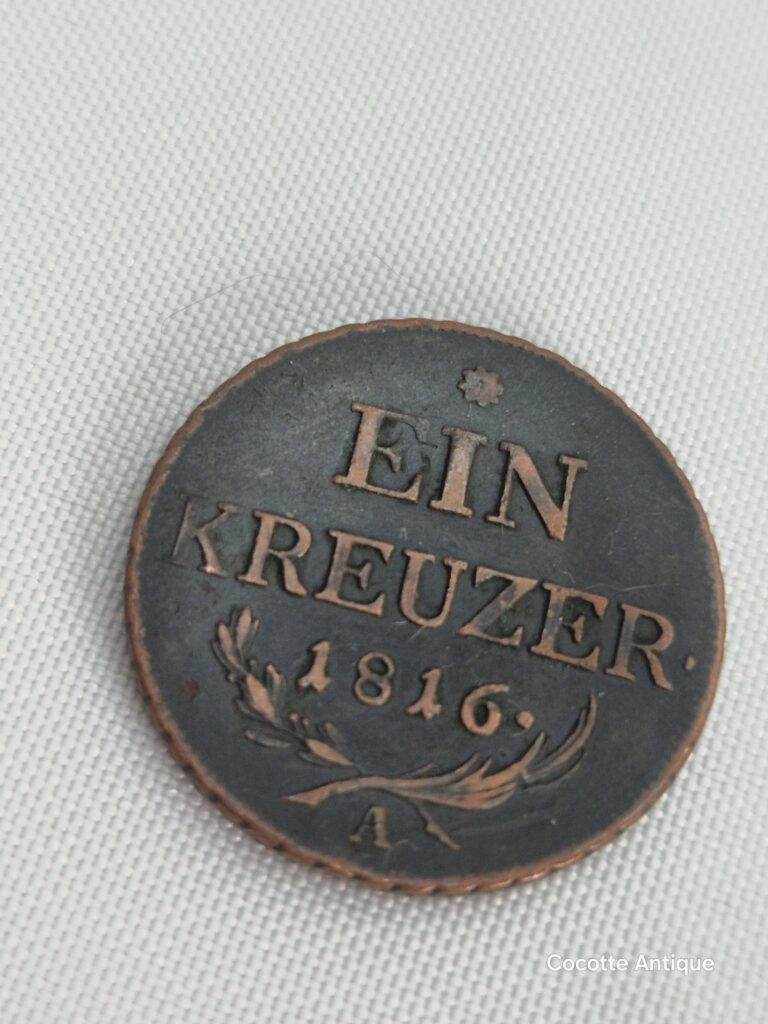 EIN
KREUZER.
1816.
A
Cocotte Antique